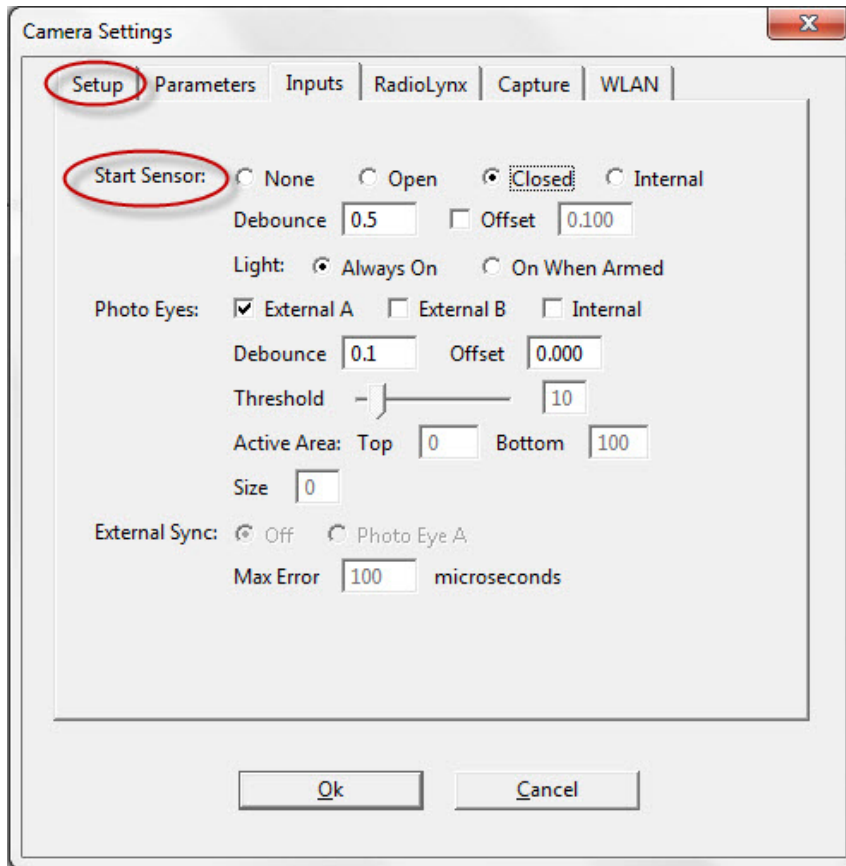 Camera Settings
Setup Parameters Inputs RadioLynx Capture WLAN
Start Sensor: None Open Closed Internal
Debounce 0.5 Offset 0.100
Light: Always On On When Armed
Photo Eyes: External A External B Internal
Debounce 0.1 Offset 0.000
Threshold 10
Active Area: Top 0 Bottom 100
Size 0
External Sync: Off Photo Eye A
Max Error 100 microseconds
Ok Cancel